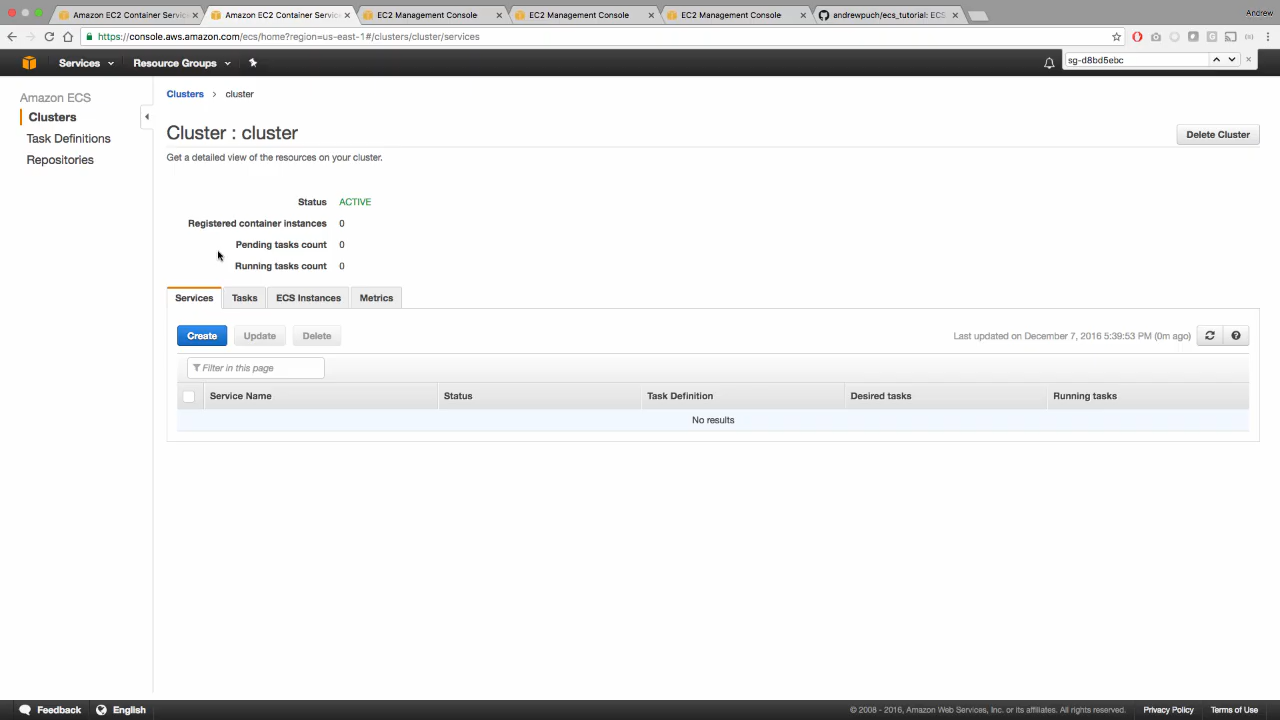 Amazon EC2 Container Servic
Amazon EC2 Container Servic
EC2 Management Console
EC2 Management Console
EC2 Management Console
andrewpuch/ecs_tutorial: ECS
Andrew
https://console.aws.amazon.com/ecs/home?region=us-east-1#/clusters/cluster/services
Services
Resource Groups
sg-d8bd5ebc
Amazon ECS
Clusters
Task Definitions
Repositories
Clusters > cluster
Cluster : cluster
Delete Cluster
Get a detailed view of the resources on your cluster.
Status ACTIVE
Registered container instances 0
Pending tasks count 0
Running tasks count 0
Services Tasks ECS Instances Metrics
Create Update Delete
Last updated on December 7, 2016 5:39:53 PM (0m ago)
Filter in this page
Service Name Status Task Definition Desired tasks Running tasks
No results
Feedback English
© 2008 - 2016, Amazon Web Services, Inc. or its affiliates. All rights reserved. Privacy Policy Terms of Use